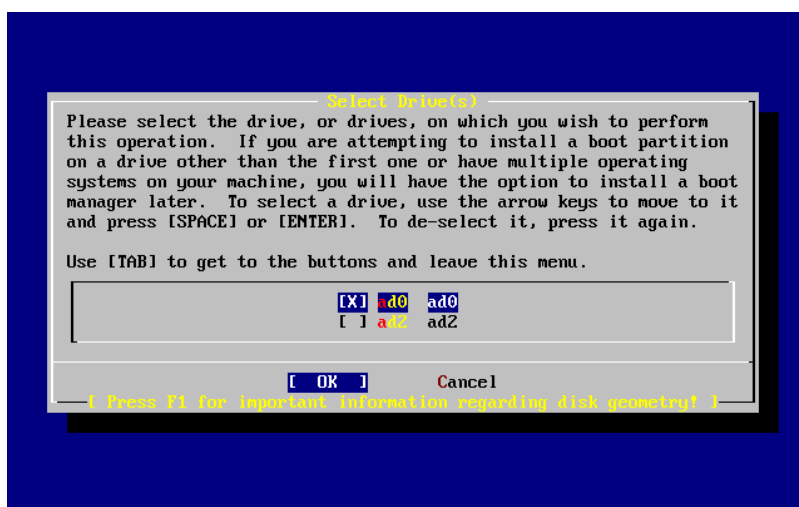 Select Drive(s)
Please select the drive, or drives, on which you wish to perform
this operation.  If you are attempting to install a boot partition
on a drive other than the first one or have multiple operating
systems on your machine, you will have the option to install a boot
manager later.  To select a drive, use the arrow keys to move to it
and press [SPACE] or [ENTER].  To de-select it, press it again.
Use [TAB] to get to the buttons and leave this menu.
[X] ad0 ad0
[ ] ad2 ad2
[  OK  ] Cancel
[ Press F1 for important information regarding disk geometry! ]